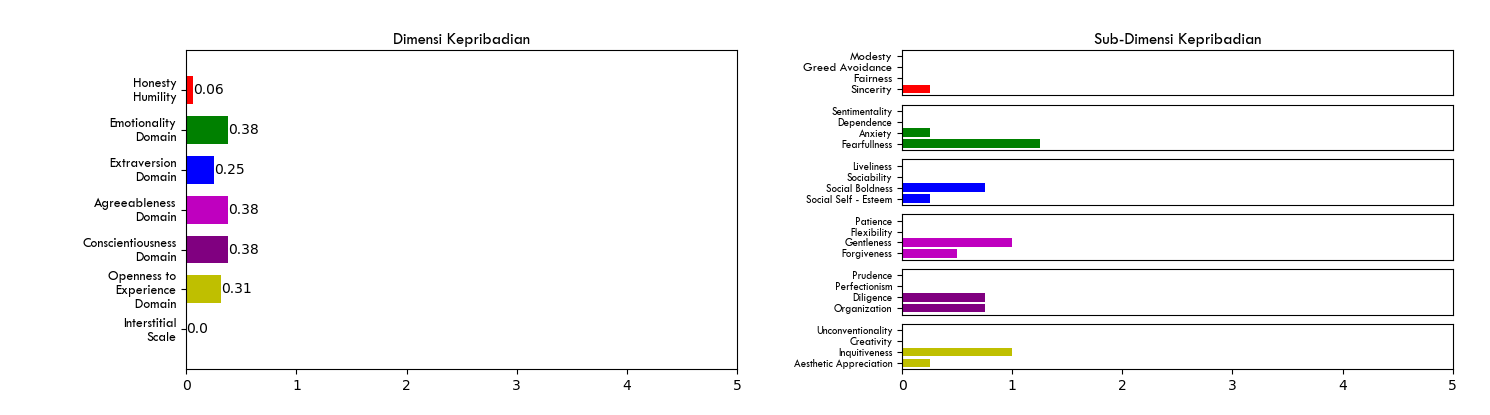 Dimensi Kepribadian
Honesty
Humility
0.06
Emotionality
Domain
0.38
Extraversion
Domain
0.25
Agreeableness
Domain
0.38
Conscientiousness
Domain
0.38
Openness to
Experience
Domain
0.31
Interstitial
Scale
0.0
0 1 2 3 4 5
Sub-Dimensi Kepribadian
Modesty
Greed Avoidance
Fairness
Sincerity
Sentimentality
Dependence
Anxiety
Fearfullness
Liveliness
Sociability
Social Boldness
Social Self - Esteem
Patience
Flexibility
Gentleness
Forgiveness
Prudence
Perfectionism
Diligence
Organization
Unconventionality
Creativity
Inquitiveness
Aesthetic Appreciation
0 1 2 3 4 5